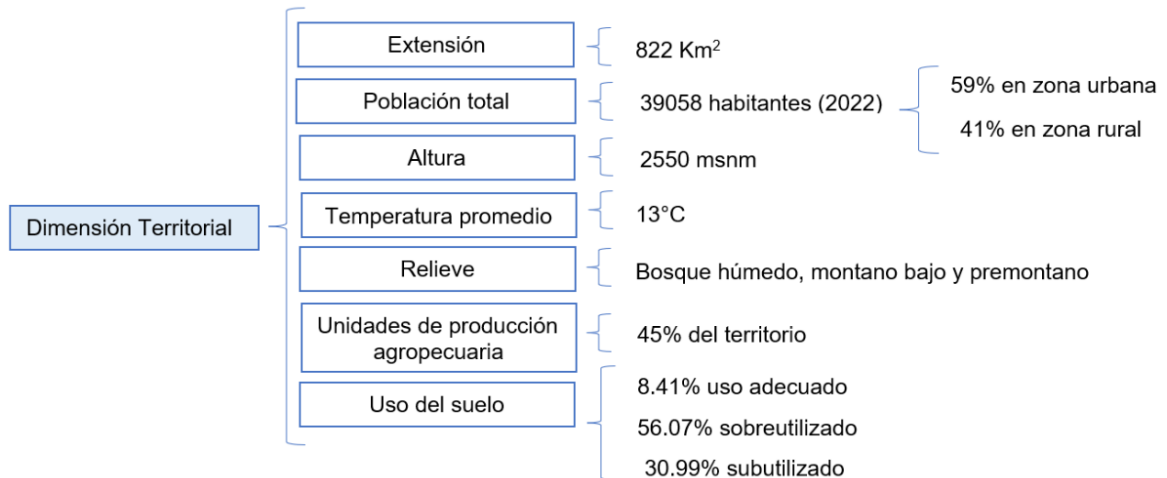 Dimensión Territorial
Extensión
822 Km²
Población total
39058 habitantes (2022)
59% en zona urbana
41% en zona rural
Altura
2550 msnm
Temperatura promedio
13°C
Relieve
Bosque húmedo, montano bajo y premontano
Unidades de producción
agropecuaria
45% del territorio
Uso del suelo
8.41% uso adecuado
56.07% sobreutilizado
30.99% subutilizado